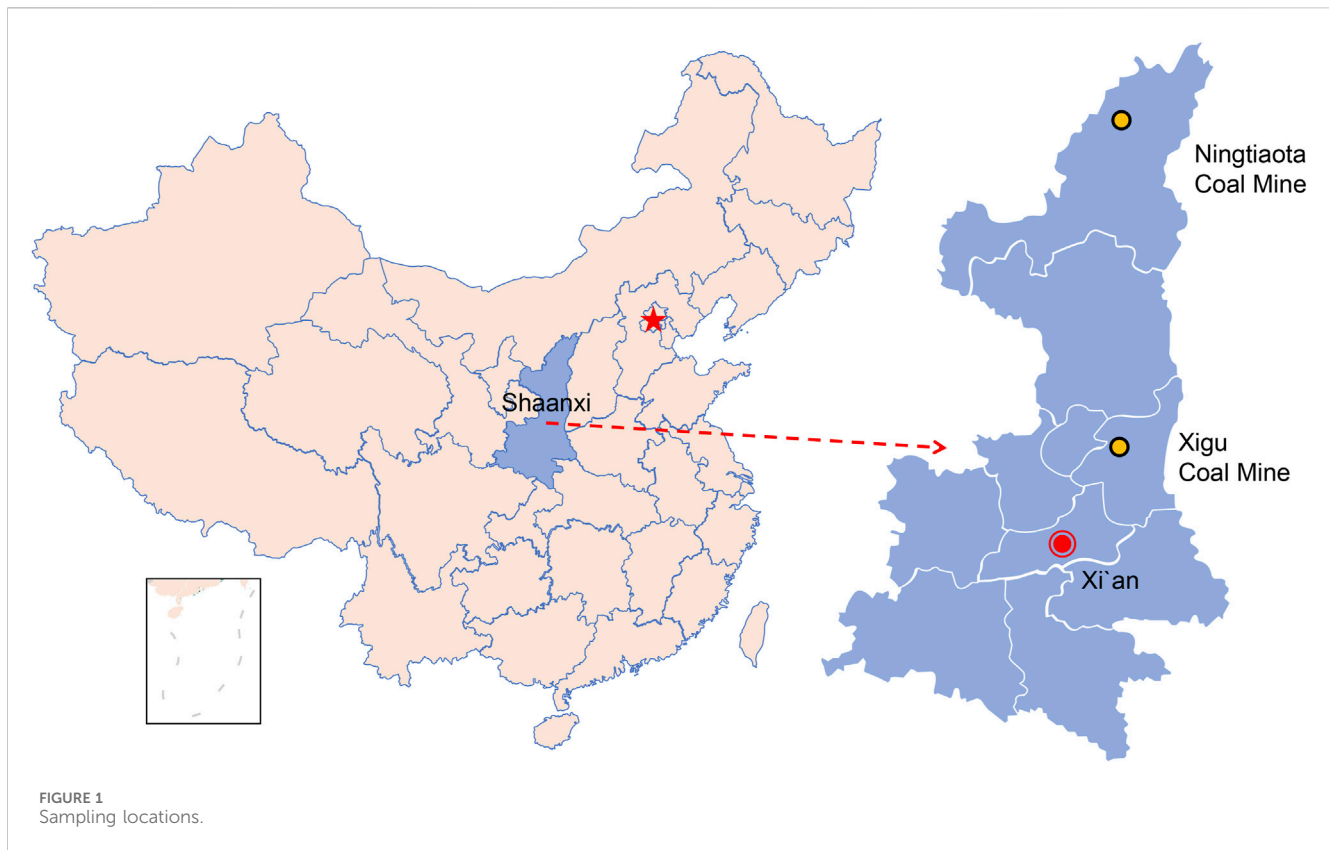 Ningtiaota
Coal Mine
Shaanxi
Xigu
Coal Mine
Xi`an
FIGURE 1
Sampling locations.